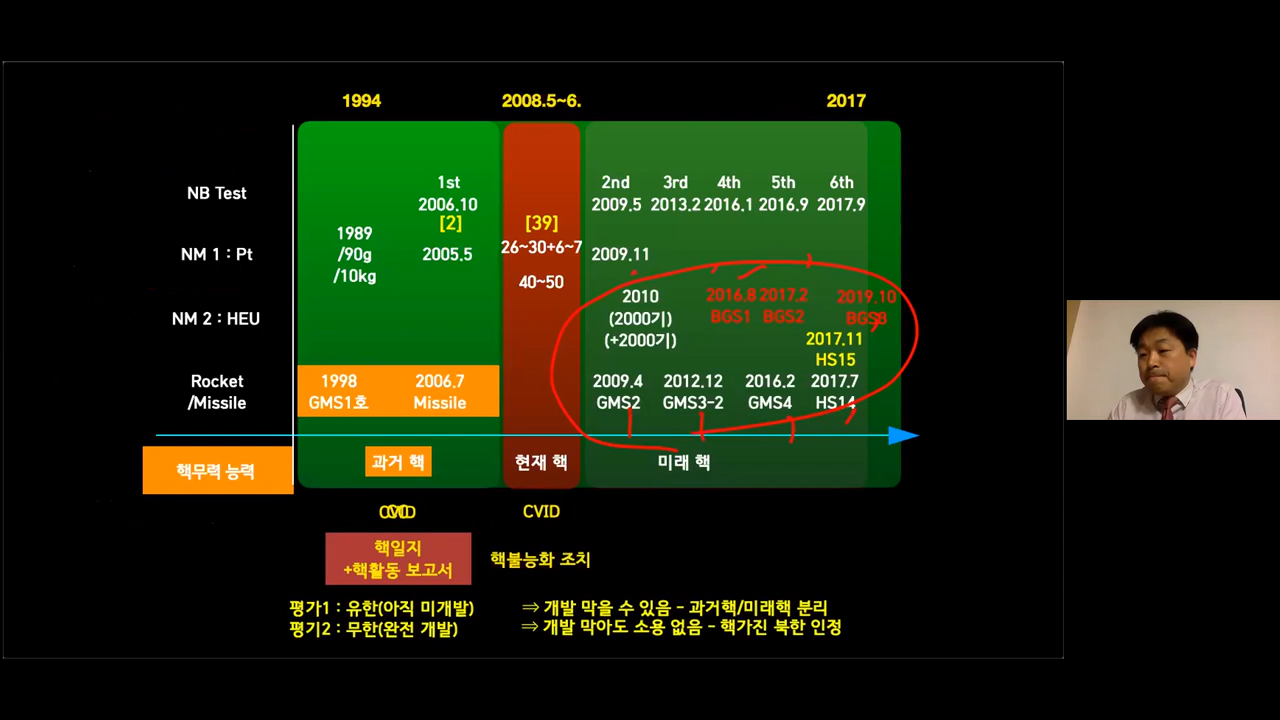 1994 2008.5~6. 2017
1st 2nd 3rd 4th 5th 6th
NB Test 2006.10 2009.5 2013.2 2016.1 2016.9 2017.9
[2] [39]
1989 26~30+6~7
NM 1 : Pt /90g 2005.5 2009.11
/10kg 40~50
2010 2016.8 2017.2 2019.10
NM 2 : HEU (2000기) BGS1 BGS2 BGS3
(+2000기) 2017.11
HS15
Rocket 1998 2006.7 2009.4 2012.12 2016.2 2017.7
/Missile GMS1호 Missile GMS2 GMS3-2 GMS4 HS14
핵무력 능력 과거 핵 현재 핵 미래 핵
CVID CVID
핵일지
+핵활동 보고서 핵불능화 조치
평가1 : 유한(아직 미개발) ⇒ 개발 막을 수 있음 – 과거핵/미래핵 분리
평가2 : 무한(완전 개발) ⇒ 개발 막아도 소용 없음 – 핵가진 북한 인정